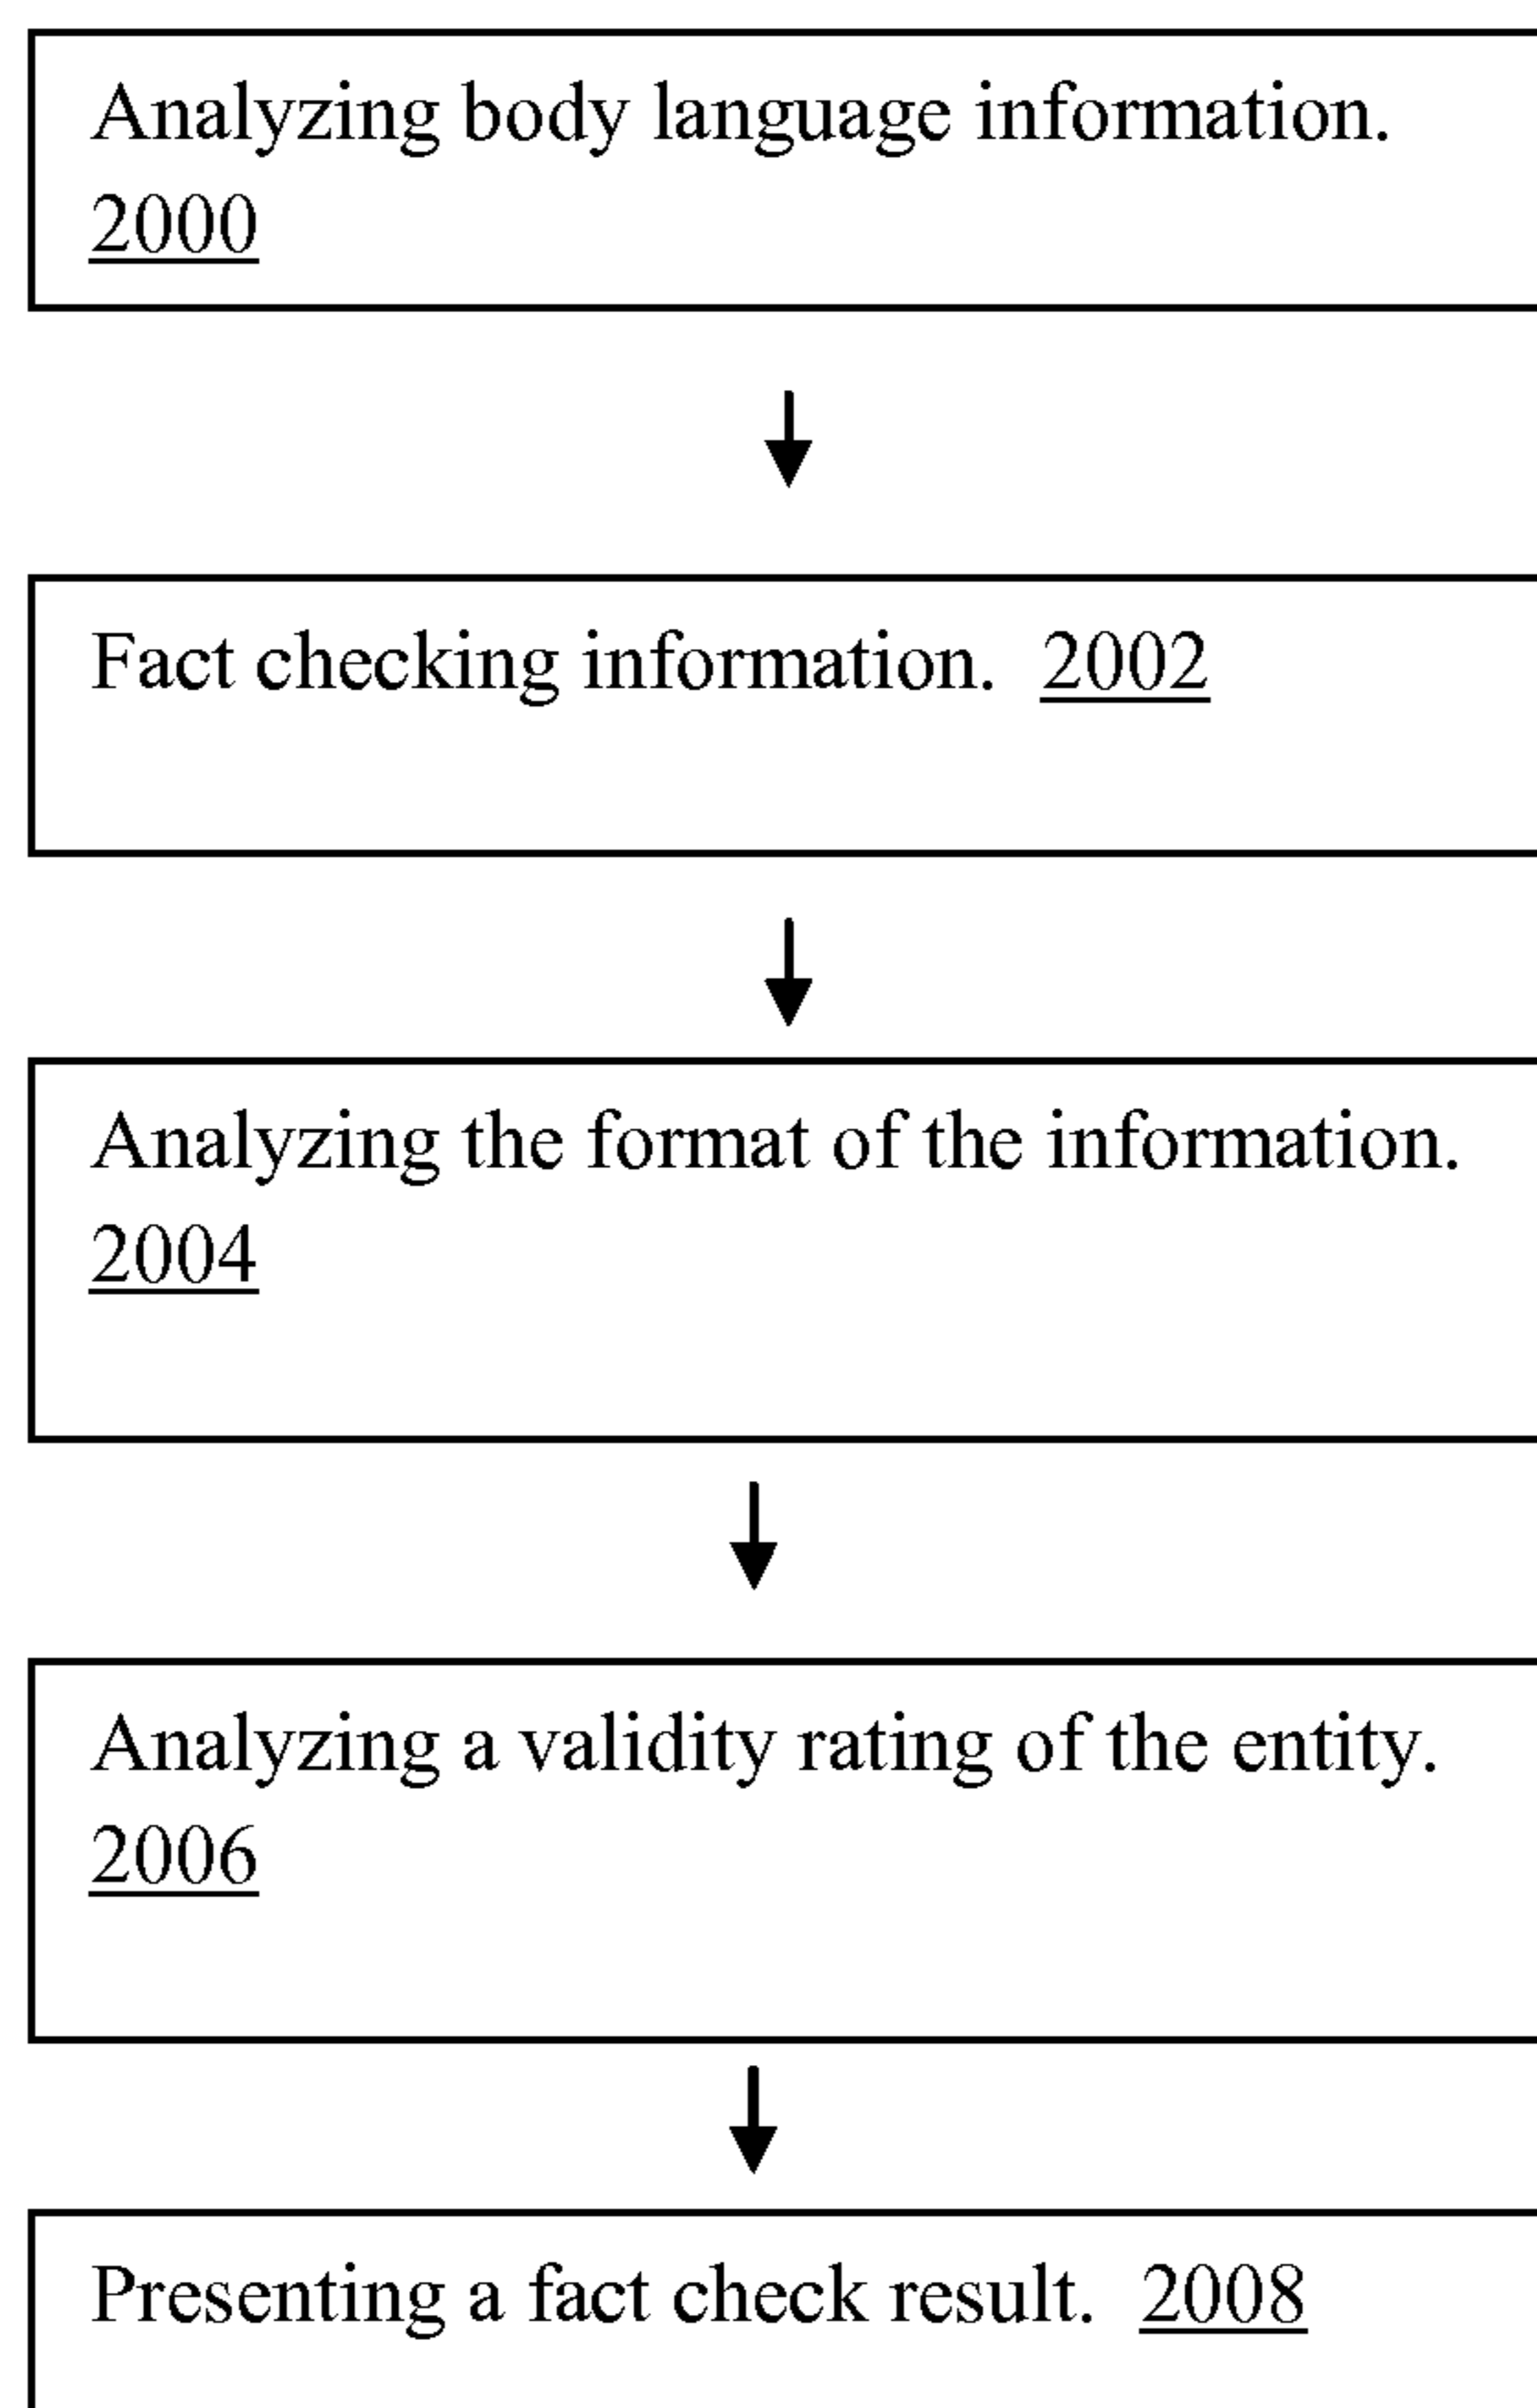 Analyzing body language information.
2000
Fact checking information. 2002
Analyzing the format of the information.
2004
Analyzing a validity rating of the entity.
2006
Presenting a fact check result. 2008